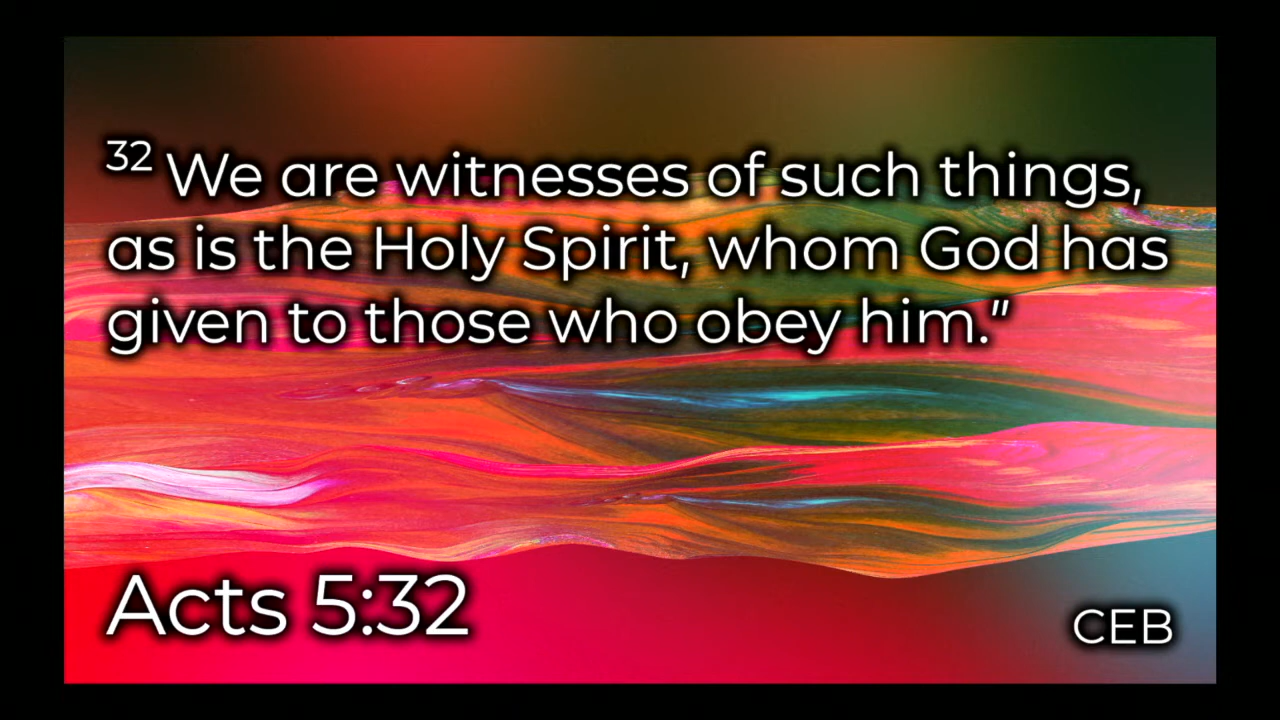 32 We are witnesses of such things,
as is the Holy Spirit, whom God has
given to those who obey him.”
Acts 5:32
CEB